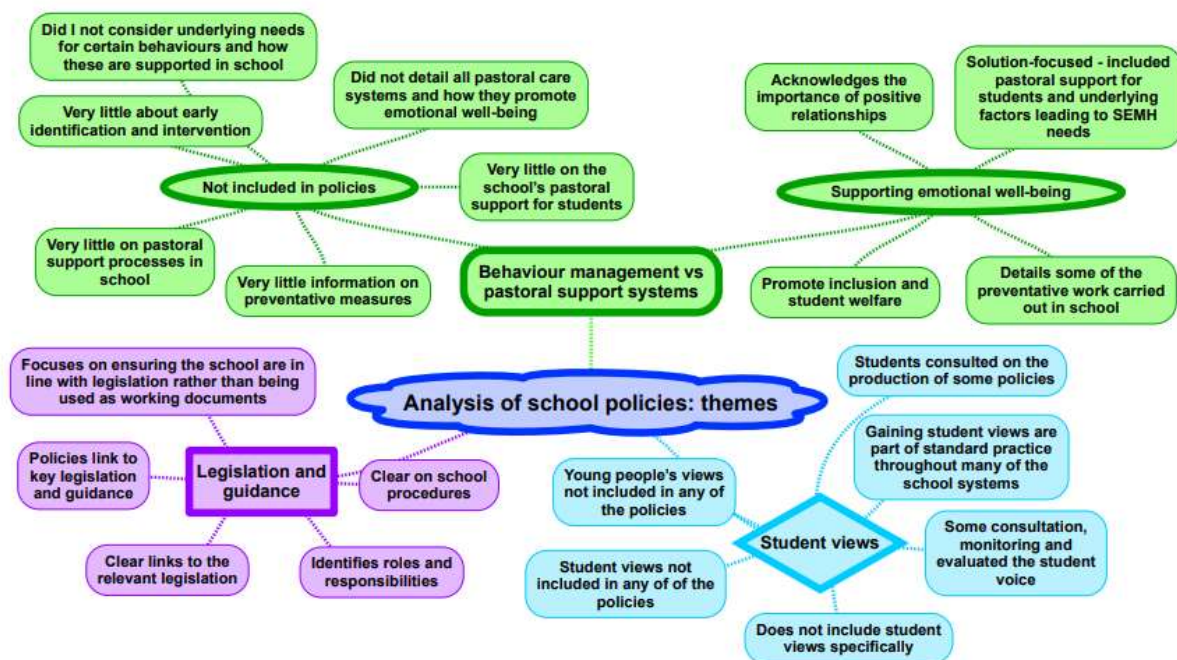 Did I not consider underlying needs
for certain behaviours and how
these are supported in school
Very little about early
identification and intervention
Did not detail all pastoral care
systems and how they promote
emotional well-being
Not included in policies
Very little on the
school's pastoral
support for students
Very little on pastoral
support processes in
school
Very little information on
preventative measures
Behaviour management vs
pastoral support systems
Acknowledges the
importance of positive
relationships
Solution-focused - included
pastoral support for
students and underlying
factors leading to SEMH
needs
Supporting emotional well-being
Promote inclusion and
student welfare
Details some of the
preventative work carried
out in school
Analysis of school policies: themes
Focuses on ensuring the school are in
line with legislation rather than being
used as working documents
Policies link to
key legislation
and guidance
Legislation and
guidance
Clear on school
procedures
Clear links to the
relevant legislation
Identifies roles and
responsibilities
Students consulted on the
production of some policies
Gaining student views are
part of standard practice
throughout many of the
school systems
Young people's views
not included in any of
the policies
Student views
Some consultation,
monitoring and
evaluated the student
voice
Student views not
included in any of of the
policies
Does not include student
views specifically